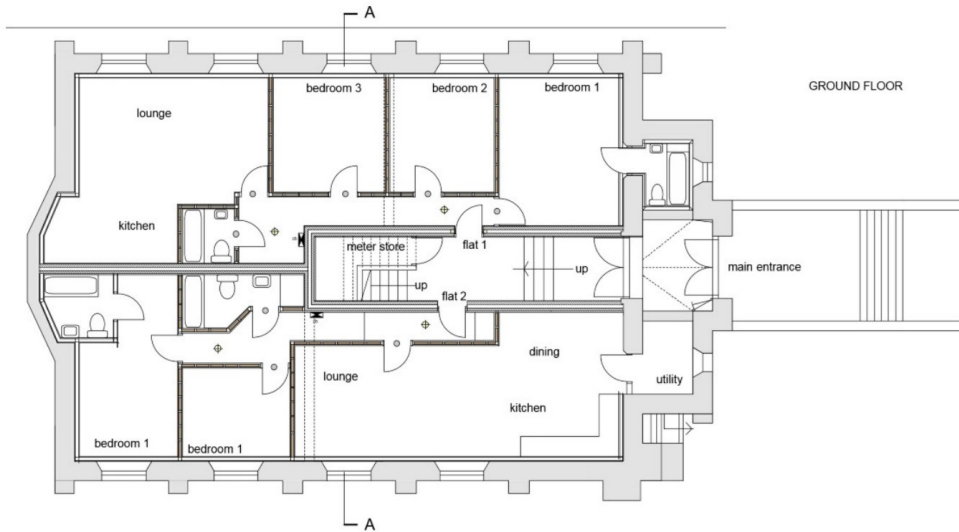 A
GROUND FLOOR
bedroom 3
bedroom 2
bedroom 1
lounge
kitchen
meter store
flat 1
up
main entrance
up
flat 2
dining
lounge
utility
kitchen
bedroom 1
bedroom 1
A